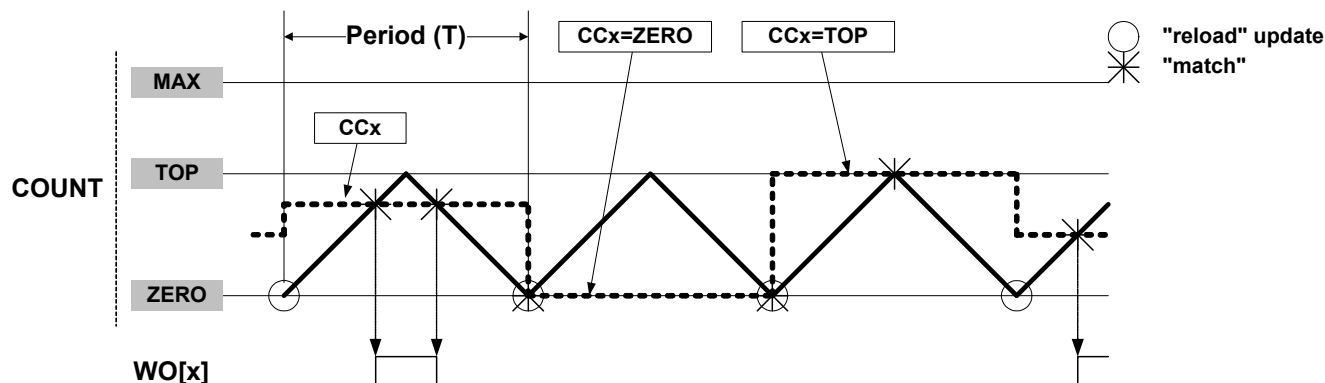 Period (T)
CCx=ZERO
CCx=TOP
"reload" update
"match"
MAX
CCx
TOP
COUNT
ZERO
WO[x]